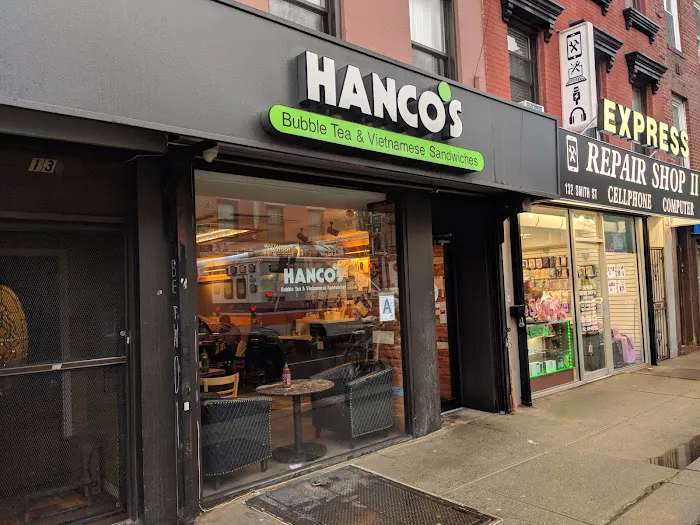 HANCO'S
Bubble Tea & Vietnamese Sandwiches
13
HANCO'S
Bubble Tea & Vietnamese Sandwiches
A
EXPRESS
REPAIR SHOP II
132 SMITH ST CELLPHONE COMPUTER